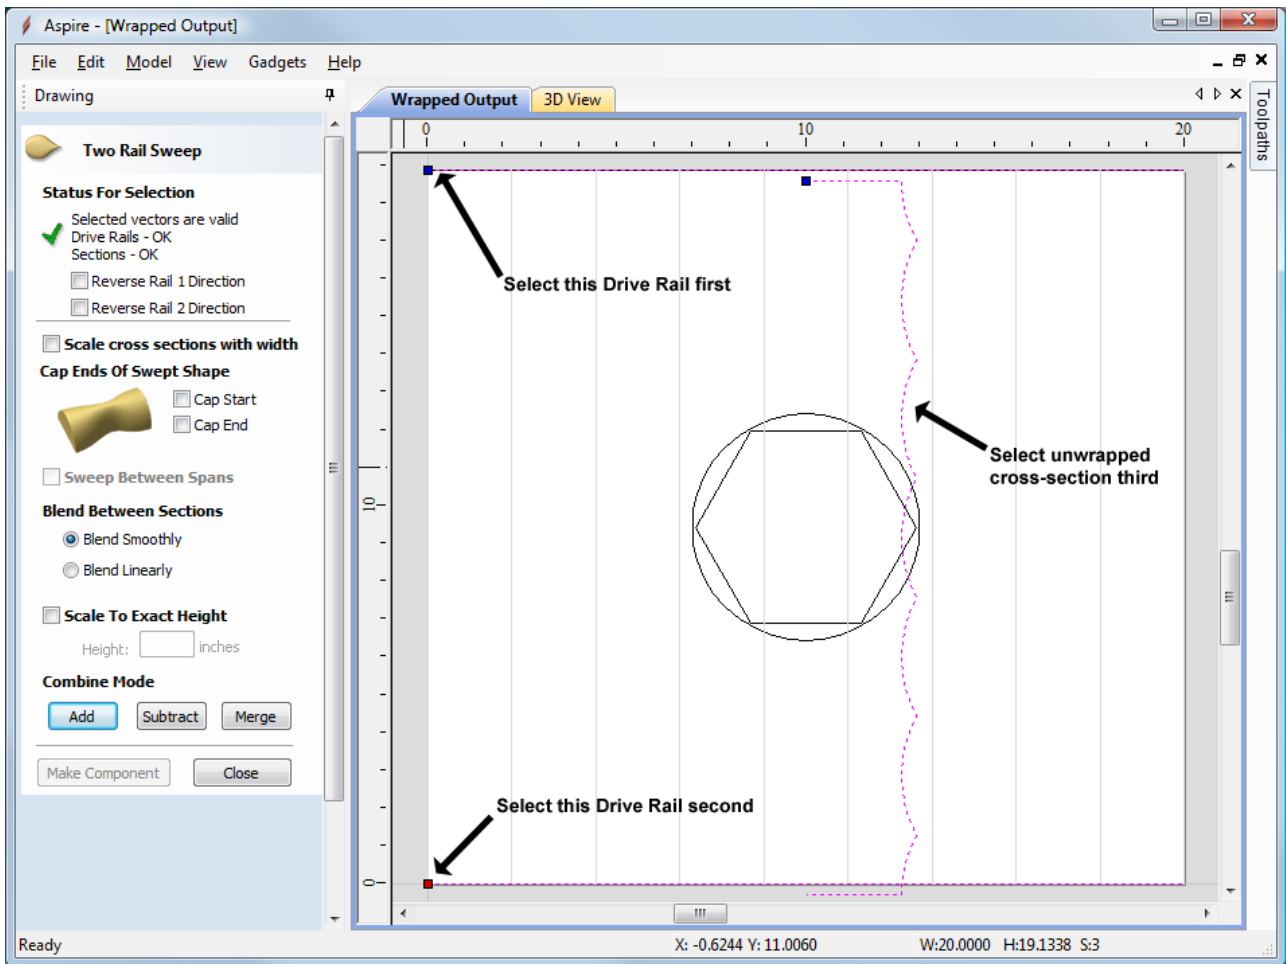 Aspire - [Wrapped Output]
File Edit Model View Gadgets Help
Drawing
Wrapped Output 3D View
Toolpaths
0 10 20
Two Rail Sweep
Status For Selection
Selected vectors are valid
Drive Rails - OK
Sections - OK
Reverse Rail 1 Direction
Reverse Rail 2 Direction
Scale cross sections with width
Cap Ends Of Swept Shape
Cap Start
Cap End
Sweep Between Spans
Blend Between Sections
Blend Smoothly
Blend Linearly
Scale To Exact Height
Height: inches
Combine Mode
Add Subtract Merge
Make Component Close
Select this Drive Rail first
Select unwrapped
cross-section third
10
Select this Drive Rail second
0
Ready X: -0.6244 Y: 11.0060 W:20.0000 H:19.1338 S:3